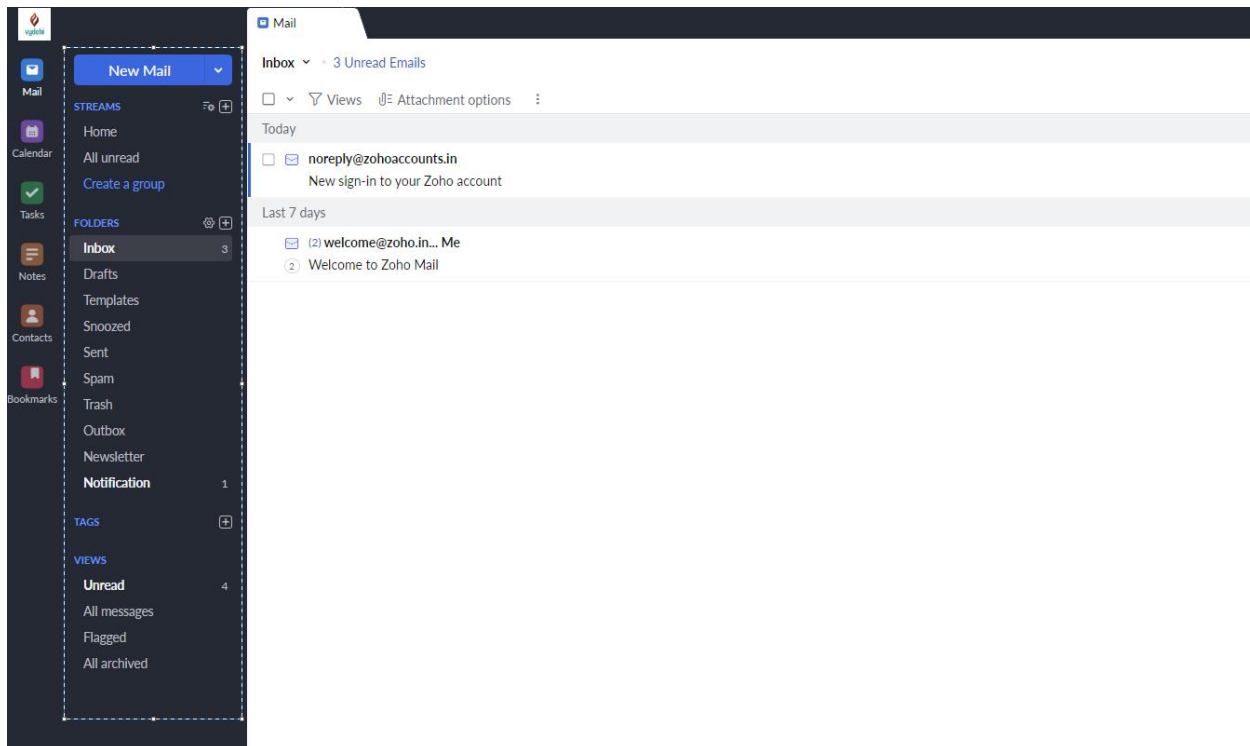 vydehi
Mail
Calendar
Tasks
Notes
Contacts
Bookmarks
New Mail
STREAMS
Home
All unread
Create a group
FOLDERS
Inbox 3
Drafts
Templates
Snoozed
Sent
Spam
Trash
Outbox
Newsletter
Notification 1
TAGS
VIEWS
Unread 4
All messages
Flagged
All archived
Mail
Inbox 3 Unread Emails
Views Attachment options
Today
noreply@zohoaccounts.in
New sign-in to your Zoho account
Last 7 days
(2) welcome@zoho.in... Me
2 Welcome to Zoho Mail